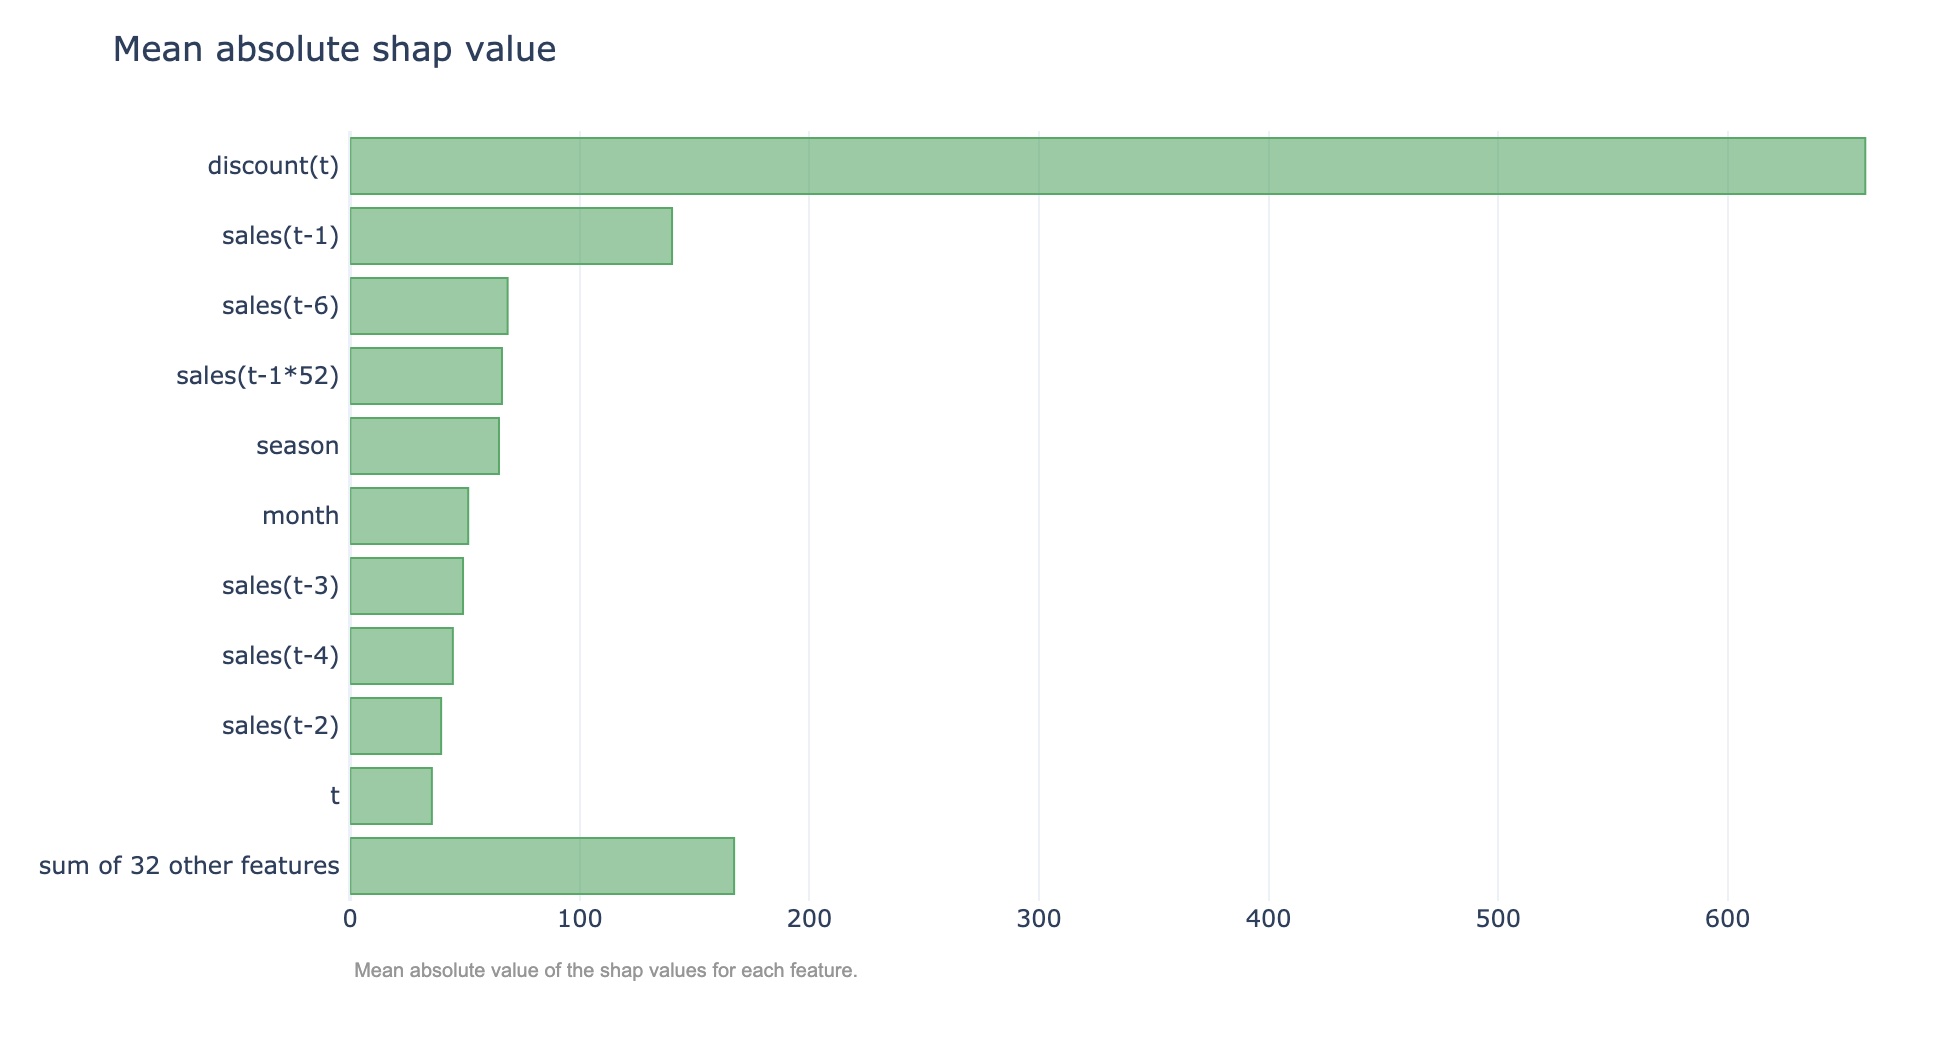 Mean absolute shap value
discount(t)
sales(t-1)
sales(t-6)
sales(t-1*52)
season
month
sales(t-3)
sales(t-4)
sales(t-2)
t
sum of 32 other features
0 100 200 300 400 500 600
Mean absolute value of the shap values for each feature.